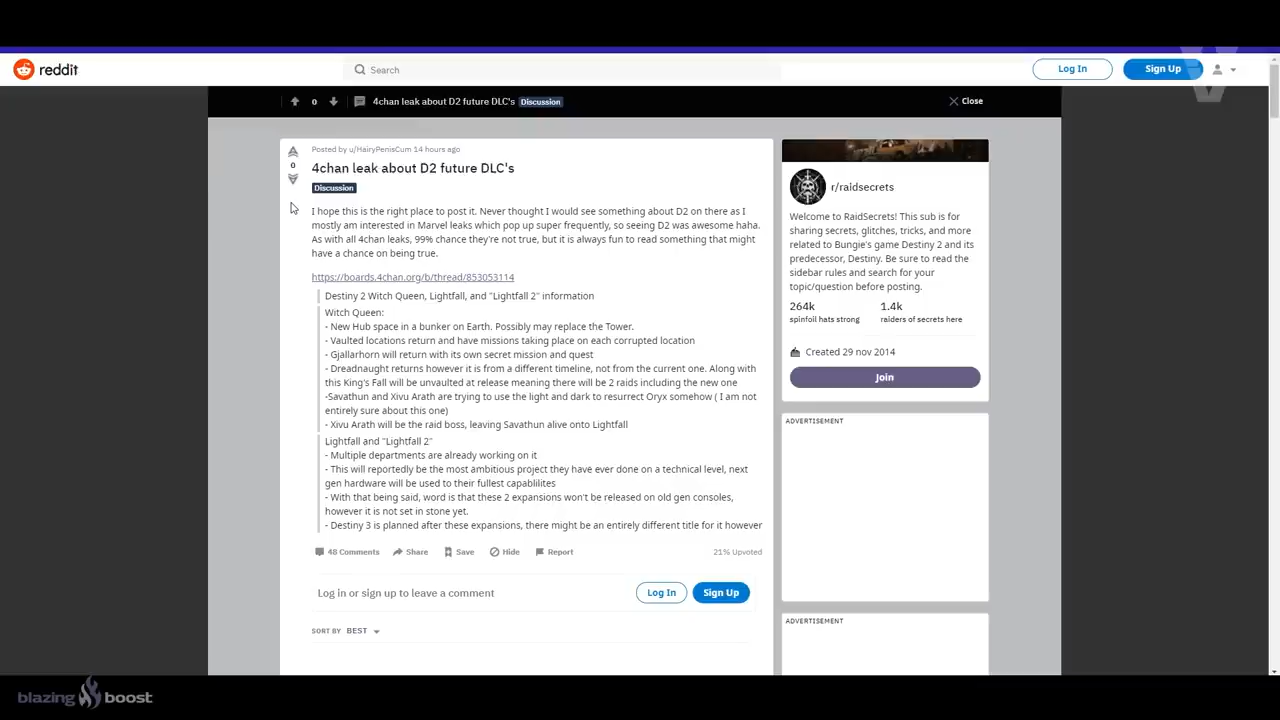 reddit
Search
Log In
Sign Up
W
0
4chan leak about D2 future DLC's Discussion
Close
Posted by u/HairyPenisCum 14 hours ago
0
4chan leak about D2 future DLC's
Discussion
I hope this is the right place to post it. Never thought I would see something about D2 on there as I
mostly am interested in Marvel leaks which pop up super frequently, so seeing D2 was awesome haha.
As with all 4chan leaks, 99% chance they're not true, but it is always fun to read something that might
have a chance on being true.
https://boards.4chan.org/b/thread/853053114
Destiny 2 Witch Queen, Lightfall, and "Lightfall 2" information
Witch Queen:
- New Hub space in a bunker on Earth. Possibly may replace the Tower.
- Vaulted locations return and have missions taking place on each corrupted location
- Gjallarhorn will return with its own secret mission and quest
- Dreadnaught returns however it is from a different timeline, not from the current one. Along with
this King's Fall will be unvaulted at release meaning there will be 2 raids including the new one
-Savathun and Xivu Arath are trying to use the light and dark to resurrect Oryx somehow ( I am not
entirely sure about this one)
- Xivu Arath will be the raid boss, leaving Savathun alive onto Lightfall
Lightfall and "Lightfall 2"
- Multiple departments are already working on it
- This will reportedly be the most ambitious project they have ever done on a technical level, next
gen hardware will be used to their fullest capablilites
- With that being said, word is that these 2 expansions won't be released on old gen consoles,
however it is not set in stone yet.
- Destiny 3 is planned after these expansions, there might be an entirely different title for it however
48 Comments
Share
Save
Hide
Report
21% Upvoted
Log in or sign up to leave a comment
Log In
Sign Up
SORT BY BEST
r/raidsecrets
Welcome to RaidSecrets! This sub is for
sharing secrets, glitches, tricks, and more
related to Bungie's game Destiny 2 and its
predecessor, Destiny. Be sure to read the
sidebar rules and search for your
topic/question before posting.
264k 1.4k
spinfoil hats strong raiders of secrets here
Created 29 nov 2014
Join
ADVERTISEMENT
ADVERTISEMENT
blazing boost